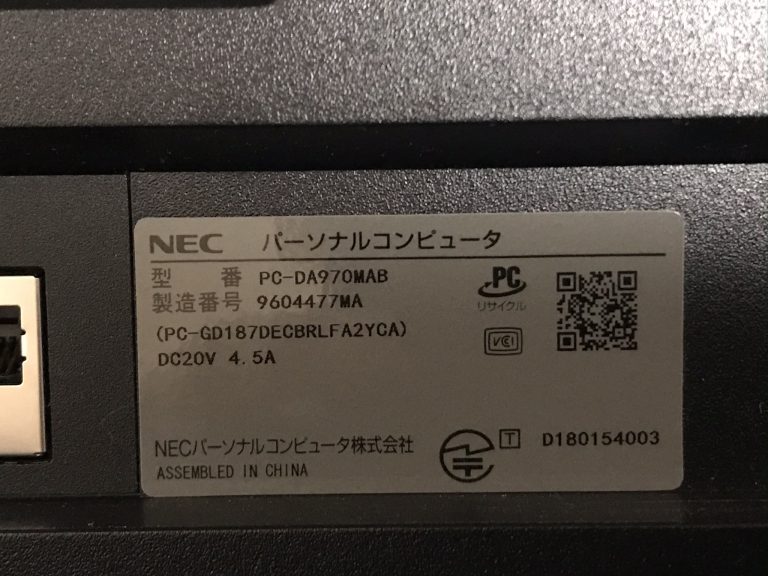 NEC パーソナルコンピュータ
型 番 PC-DA970MAB
製造番号 9604477MA
(PC-GD187DECBRLFA2YCA)
DC20V 4.5A
PC
リサイクル
VCI
NECパーソナルコンピュータ株式会社
ASSEMBLED IN CHINA
T D180154003